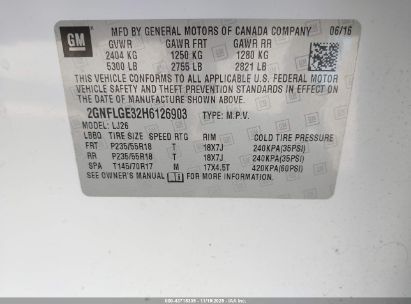 GM
MFD BY GENERAL MOTORS OF CANADA COMPANY 06/16
GVWR GAWR FRT GAWR RR
2404 KG 1250 KG 1280 KG
5300 LB 2755 LB 2821 LB
THIS VEHICLE CONFORMS TO ALL APPLICABLE U.S. FEDERAL MOTOR
VEHICLE SAFETY AND THEFT PREVENTION STANDARDS IN EFFECT ON
THE DATE OF MANUFACTURE SHOWN ABOVE.
2GNFLGE32H6126903 TYPE: M.P.V.
MODEL: LJ26
TIRE SIZE SPEED RTG RIM COLD TIRE PRESSURE
FRT P235/55R18 T 18X7J 240KPA(35PSI)
RR P235/55R18 T 18X7J 240KPA(35PSI)
SPA T145/70R17 M 17X4.5T 420KPA(60PSI)
SEE OWNER'S MANUAL FOR MORE INFORMATION.